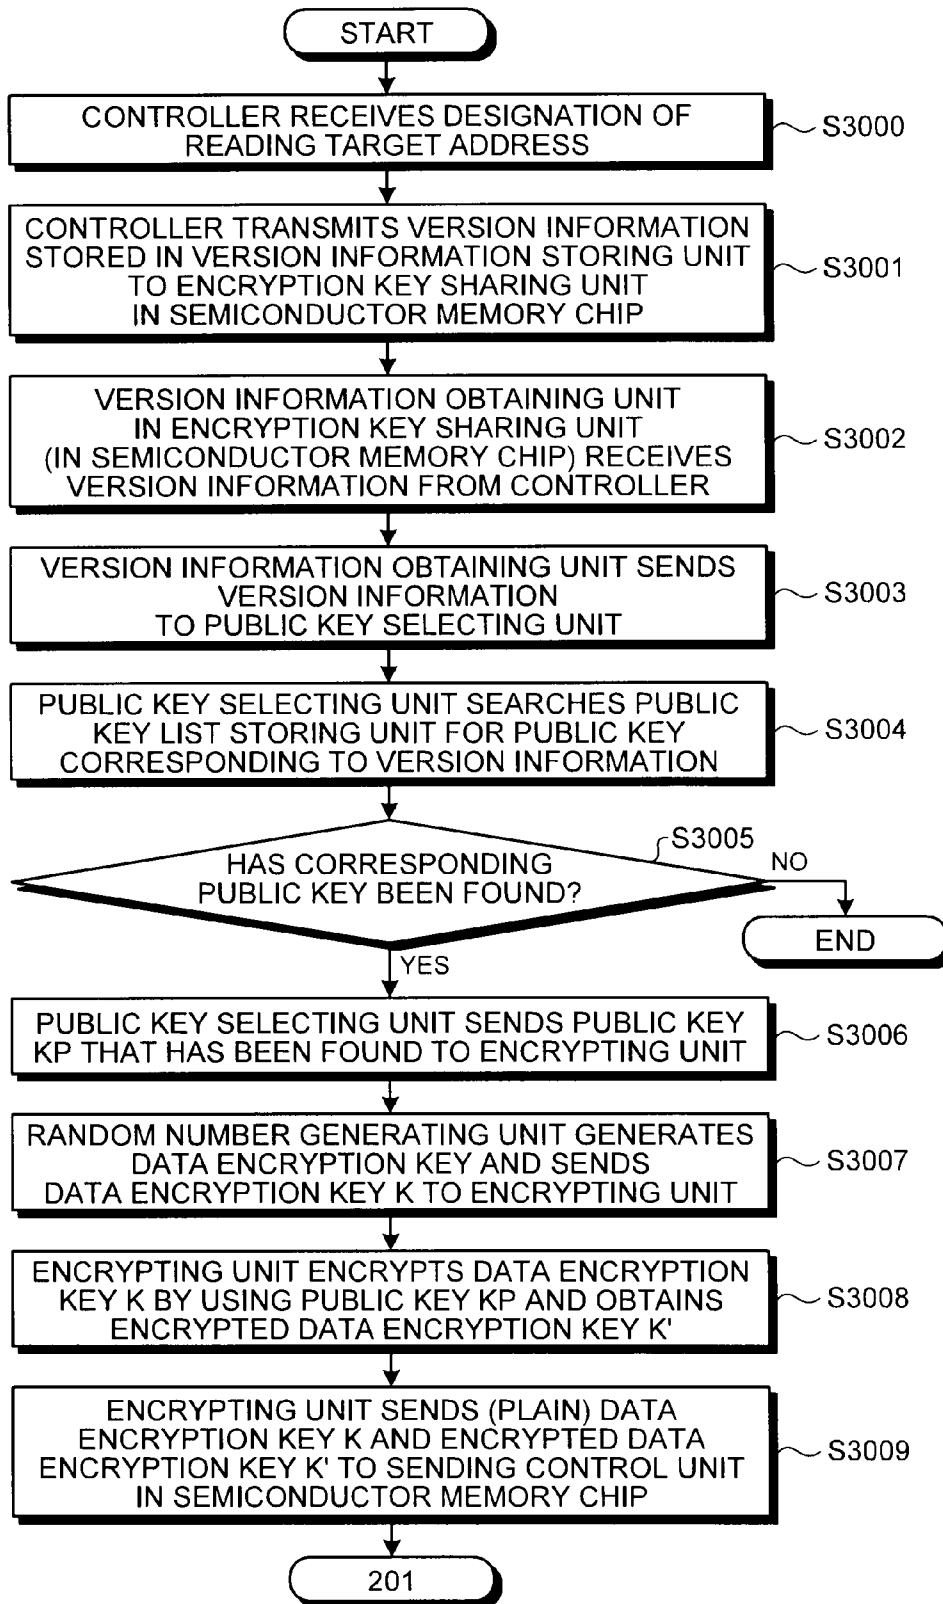 START
CONTROLLER RECEIVES DESIGNATION OF
READING TARGET ADDRESS
S3000
CONTROLLER TRANSMITS VERSION INFORMATION
STORED IN VERSION INFORMATION STORING UNIT
TO ENCRYPTION KEY SHARING UNIT
IN SEMICONDUCTOR MEMORY CHIP
S3001
VERSION INFORMATION OBTAINING UNIT
IN ENCRYPTION KEY SHARING UNIT
(IN SEMICONDUCTOR MEMORY CHIP) RECEIVES
VERSION INFORMATION FROM CONTROLLER
S3002
VERSION INFORMATION OBTAINING UNIT SENDS
VERSION INFORMATION
TO PUBLIC KEY SELECTING UNIT
S3003
PUBLIC KEY SELECTING UNIT SEARCHES PUBLIC
KEY LIST STORING UNIT FOR PUBLIC KEY
CORRESPONDING TO VERSION INFORMATION
S3004
HAS CORRESPONDING
PUBLIC KEY BEEN FOUND?
S3005
NO
END
YES
PUBLIC KEY SELECTING UNIT SENDS PUBLIC KEY
KP THAT HAS BEEN FOUND TO ENCRYPTING UNIT
S3006
RANDOM NUMBER GENERATING UNIT GENERATES
DATA ENCRYPTION KEY AND SENDS
DATA ENCRYPTION KEY K TO ENCRYPTING UNIT
S3007
ENCRYPTING UNIT ENCRYPTS DATA ENCRYPTION
KEY K BY USING PUBLIC KEY KP AND OBTAINS
ENCRYPTED DATA ENCRYPTION KEY K'
S3008
ENCRYPTING UNIT SENDS (PLAIN) DATA
ENCRYPTION KEY K AND ENCRYPTED DATA
ENCRYPTION KEY K' TO SENDING CONTROL UNIT
IN SEMICONDUCTOR MEMORY CHIP
S3009
201